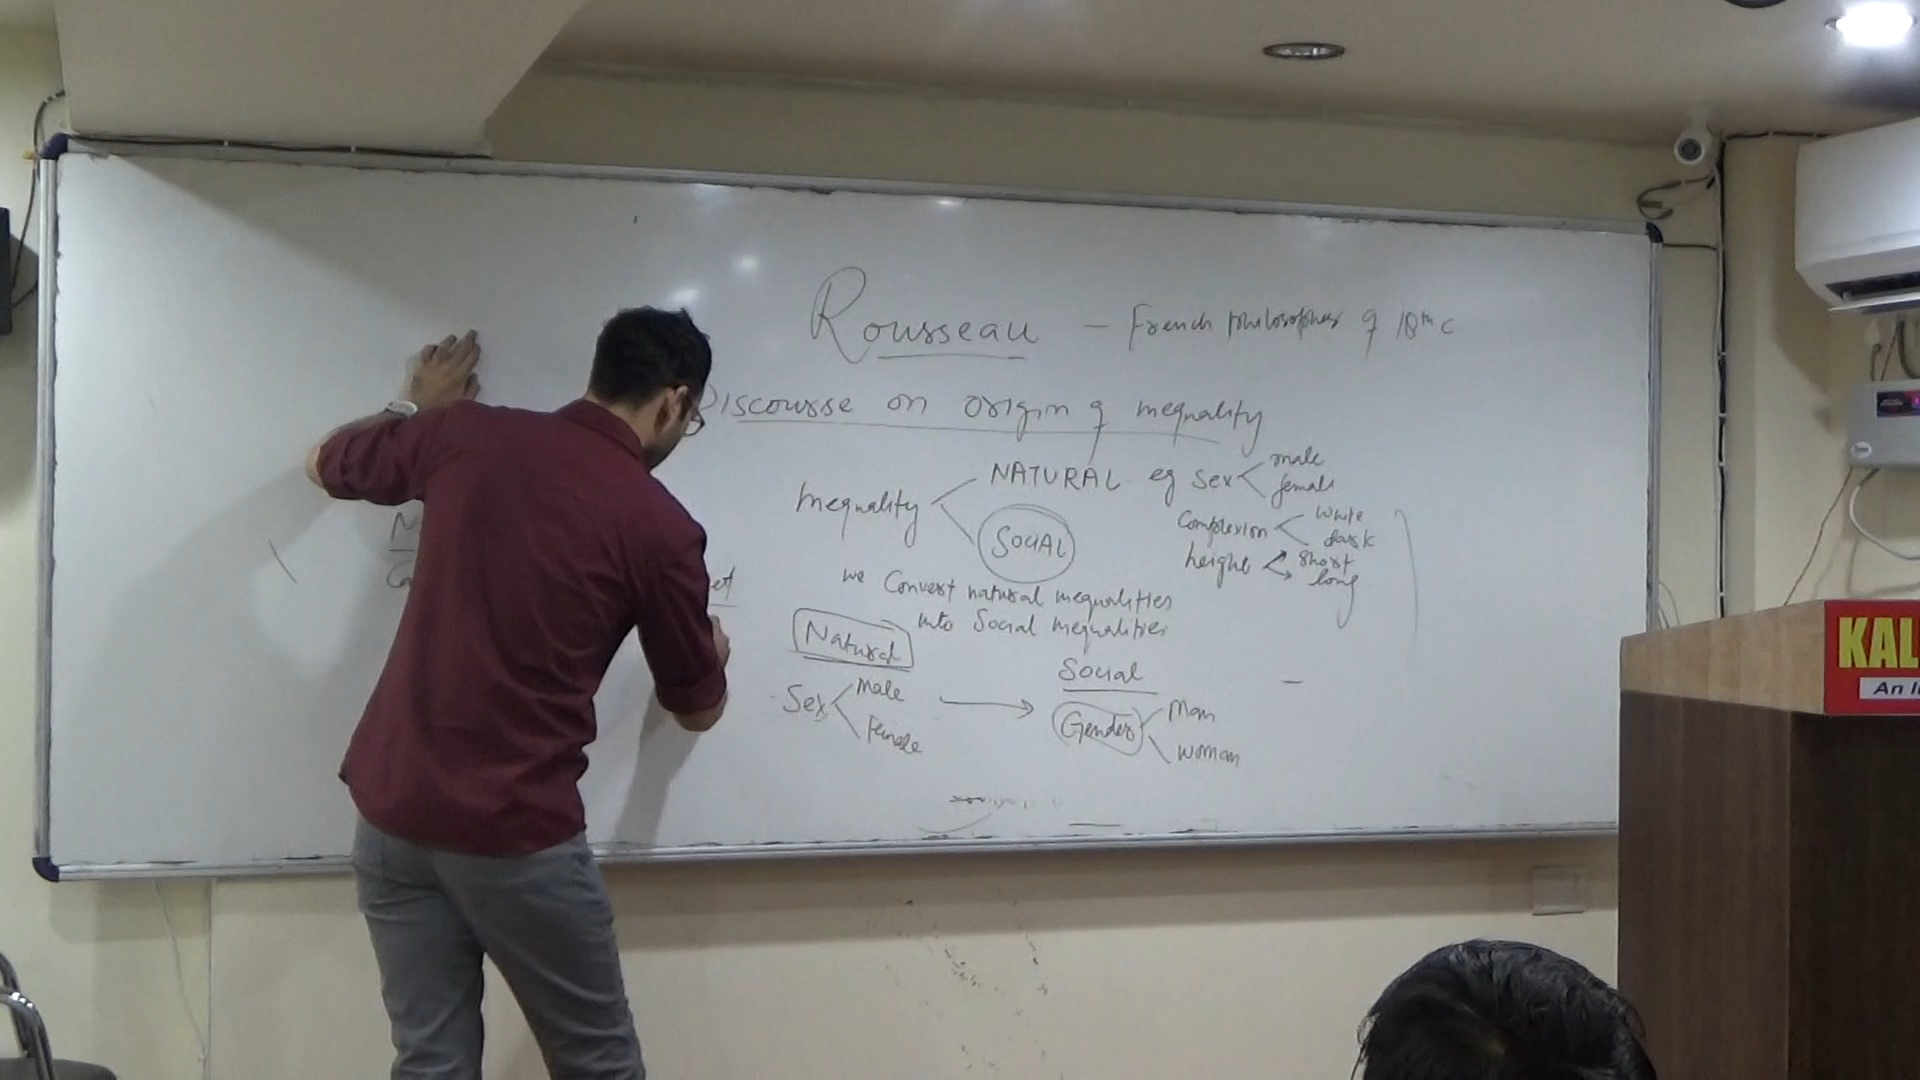 Rousseau - French philosopher of 18th C
Discourse on origin of inequality
Inequality
NATURAL eg Sex
male
female
SOCIAL
Complexion
white
dark
height
short
long
we Convert natural inequalities
into Social inequalities
Natural
Social
Sex
Male
Female
Gender
Man
Woman
KAL
An I